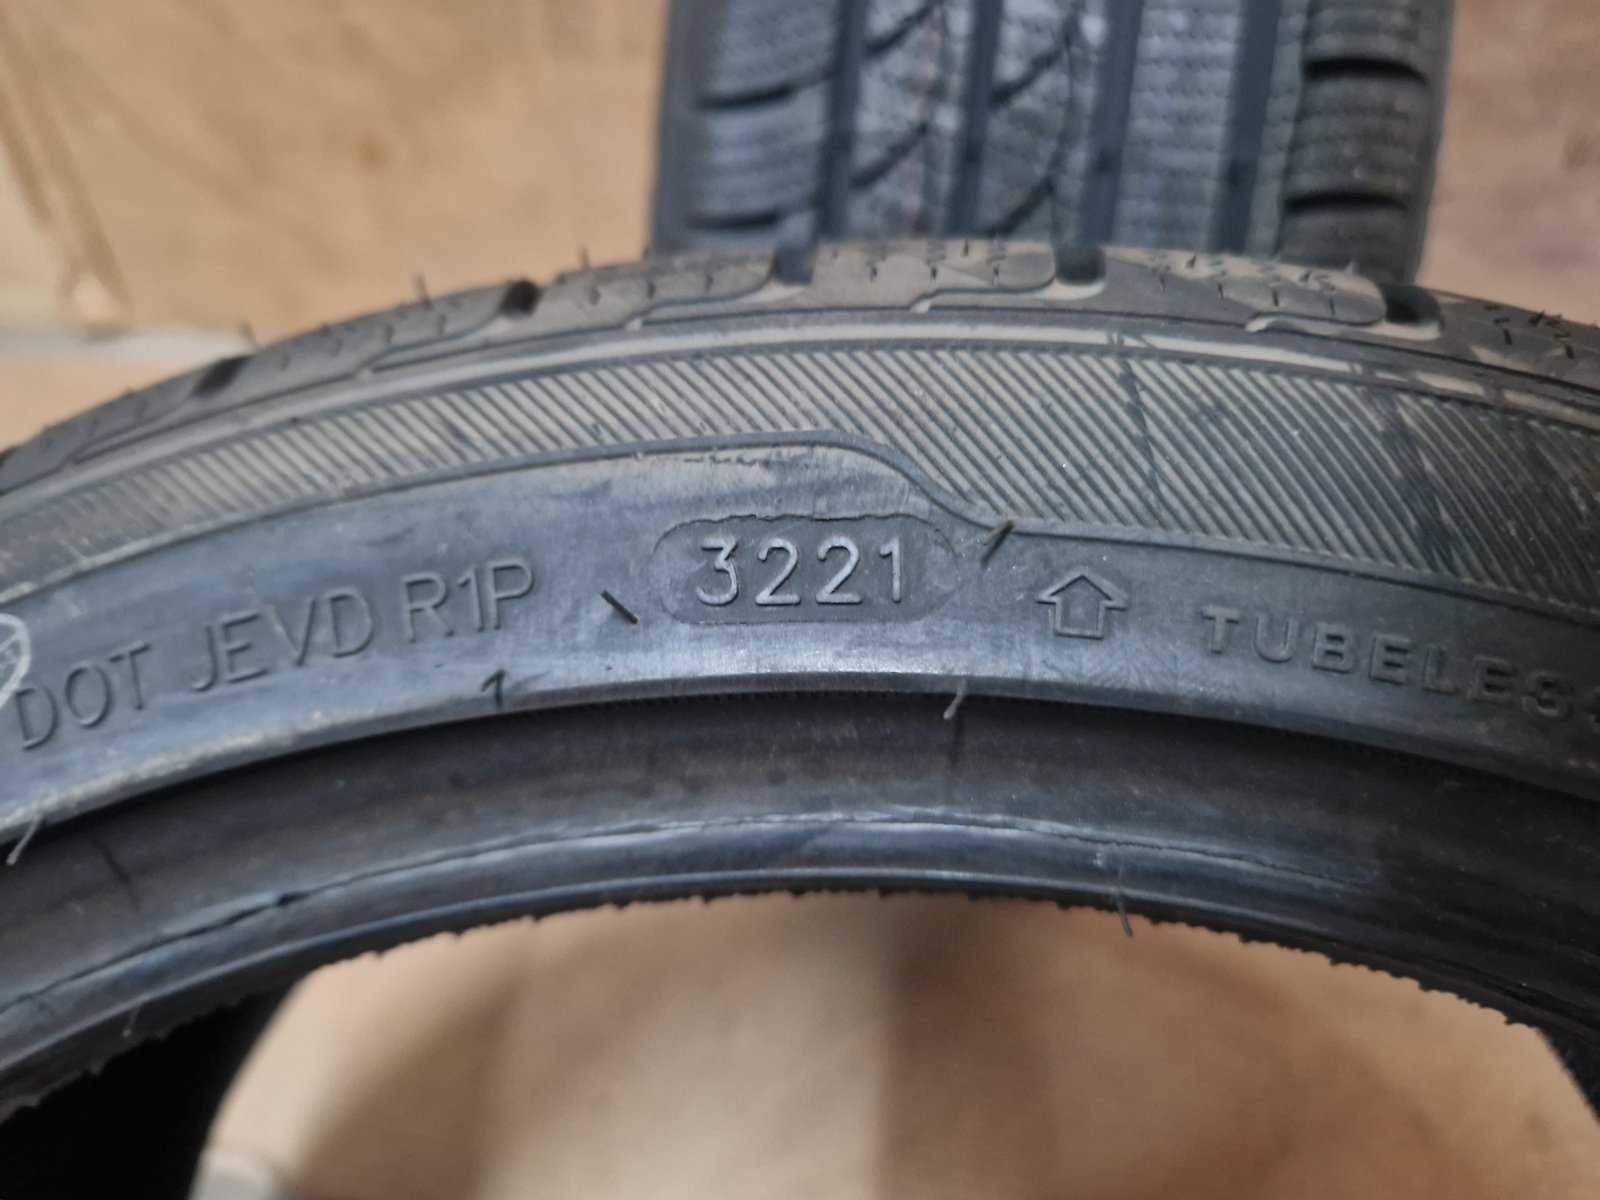 DOT JEVD R1P 3221 TUBELESS